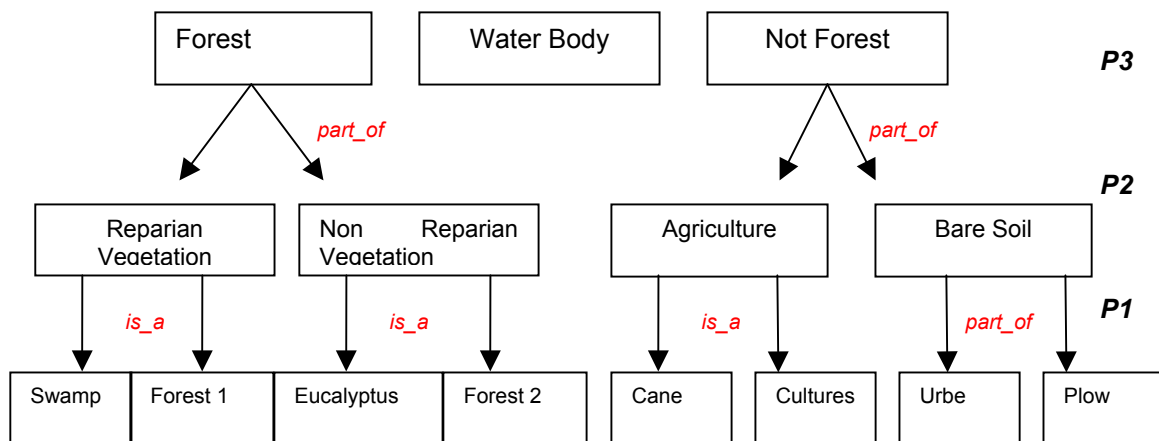 Forest
Water Body
Not Forest
P3
part_of
part_of
P2
Reparian
Vegetation
Non Reparian
Vegetation
Agriculture
Bare Soil
is_a
is_a
is_a
part_of
P1
Swamp
Forest 1
Eucalyptus
Forest 2
Cane
Cultures
Urbe
Plow